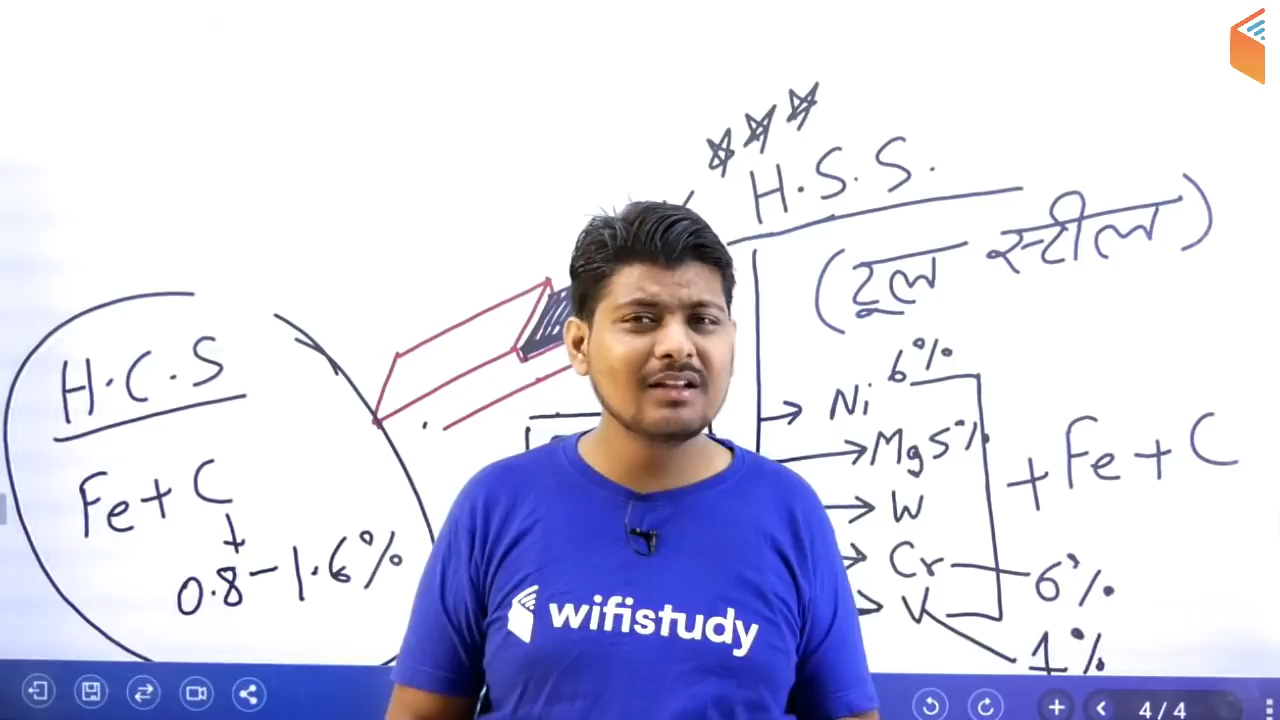 H.S.S.
(टूल स्टील)
H.C.S
Fe + C
0.8 - 1.6%
Ni 6%
Mg 5%
W
Cr 6%
V 1%
+ Fe + C
wifistudy
4 / 4